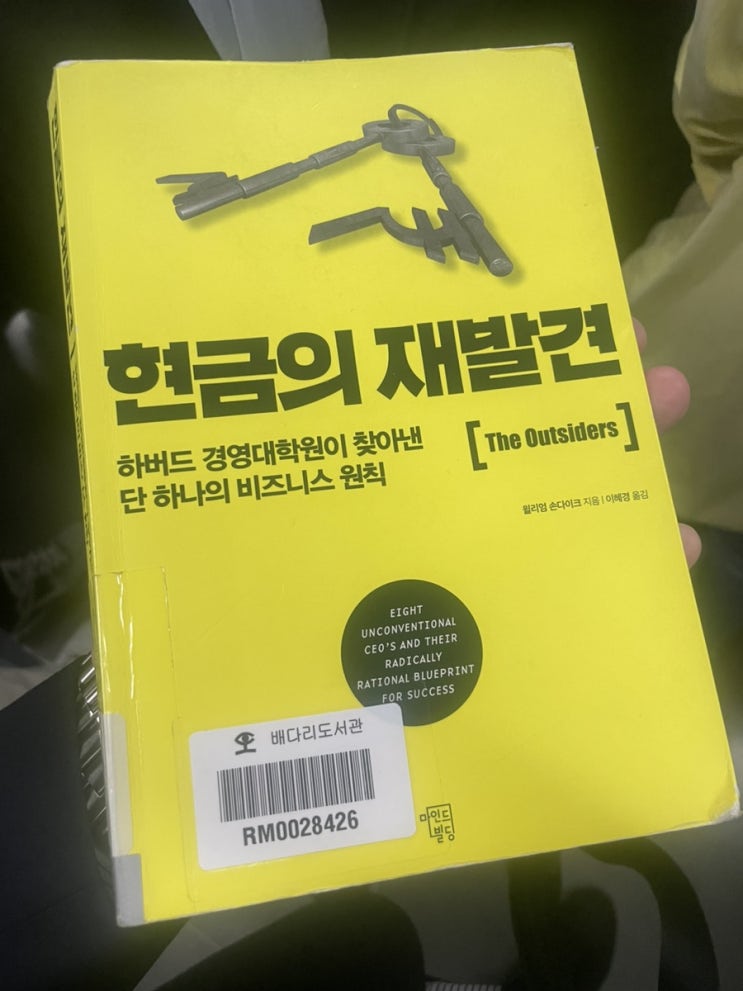 현금의 재발견
하버드 경영대학원이 찾아낸
단 하나의 비즈니스 원칙
[The Outsiders]
윌리엄 손다이크 지음 | 이혜경 옮김
EIGHT
UNCONVENTIONAL
CEO'S AND THEIR
RADICALLY
RATIONAL BLUEPRINT
FOR SUCCESS
배다리도서관
RM0028426
마인드
빌딩